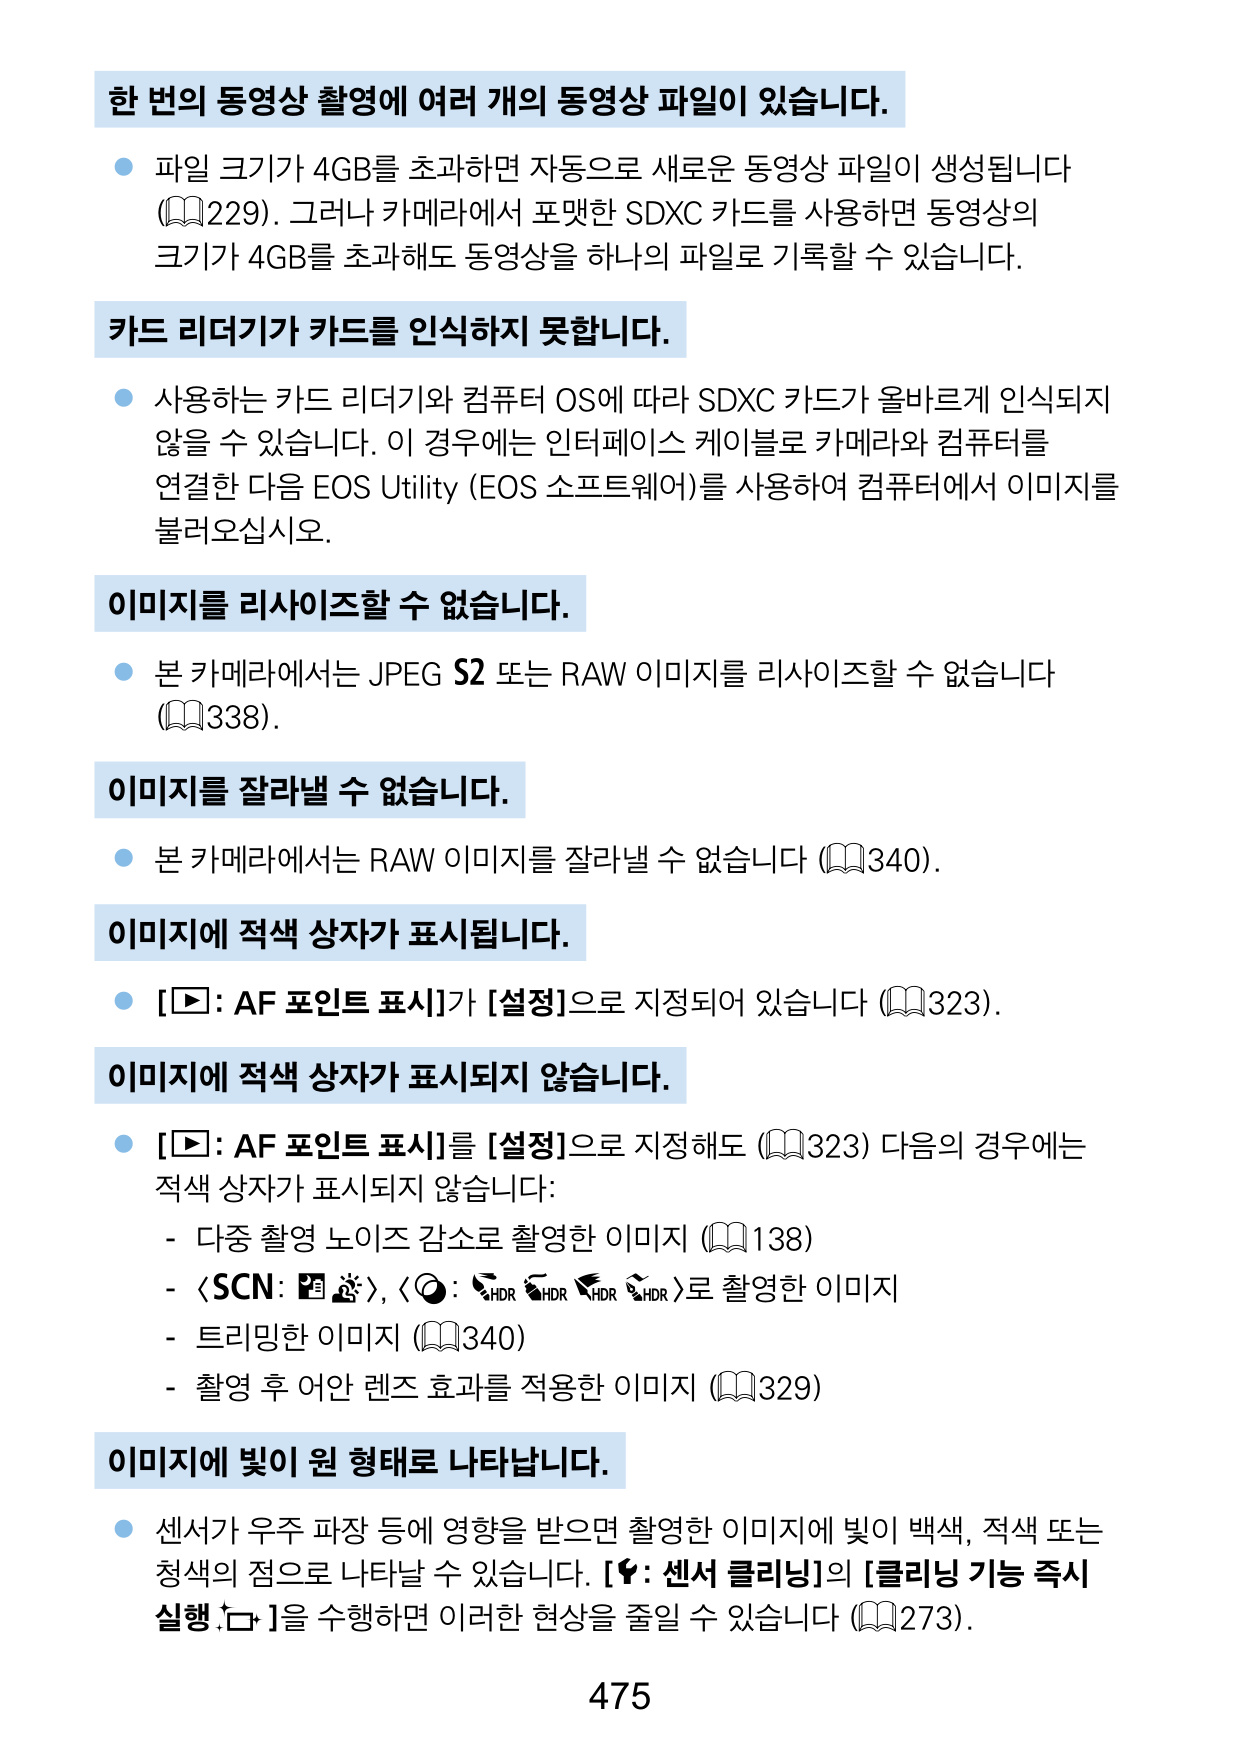 한 번의 동영상 촬영에 여러 개의 동영상 파일이 있습니다.
● 파일 크기가 4GB를 초과하면 자동으로 새로운 동영상 파일이 생성됩니다
(229). 그러나 카메라에서 포맷한 SDXC 카드를 사용하면 동영상의
크기가 4GB를 초과해도 동영상을 하나의 파일로 기록할 수 있습니다.
카드 리더기가 카드를 인식하지 못합니다.
● 사용하는 카드 리더기와 컴퓨터 OS에 따라 SDXC 카드가 올바르게 인식되지
않을 수 있습니다. 이 경우에는 인터페이스 케이블로 카메라와 컴퓨터를
연결한 다음 EOS Utility (EOS 소프트웨어)를 사용하여 컴퓨터에서 이미지를
불러오십시오.
이미지를 리사이즈할 수 없습니다.
● 본 카메라에서는 JPEG S2 또는 RAW 이미지를 리사이즈할 수 없습니다
(338).
이미지를 잘라낼 수 없습니다.
● 본 카메라에서는 RAW 이미지를 잘라낼 수 없습니다 (340).
이미지에 적색 상자가 표시됩니다.
● [▶: AF 포인트 표시]가 [설정]으로 지정되어 있습니다 (323).
이미지에 적색 상자가 표시되지 않습니다.
● [▶: AF 포인트 표시]를 [설정]으로 지정해도 (323) 다음의 경우에는
적색 상자가 표시되지 않습니다:
- 다중 촬영 노이즈 감소로 촬영한 이미지 (138)
- 〈SCN: 〉, 〈: HDR HDR HDR HDR〉로 촬영한 이미지
- 트리밍한 이미지 (340)
- 촬영 후 어안 렌즈 효과를 적용한 이미지 (329)
이미지에 빛이 원 형태로 나타납니다.
● 센서가 우주 파장 등에 영향을 받으면 촬영한 이미지에 빛이 백색, 적색 또는
청색의 점으로 나타날 수 있습니다. [: 센서 클리닝]의 [클리닝 기능 즉시
실행 ]을 수행하면 이러한 현상을 줄일 수 있습니다 (273).
475